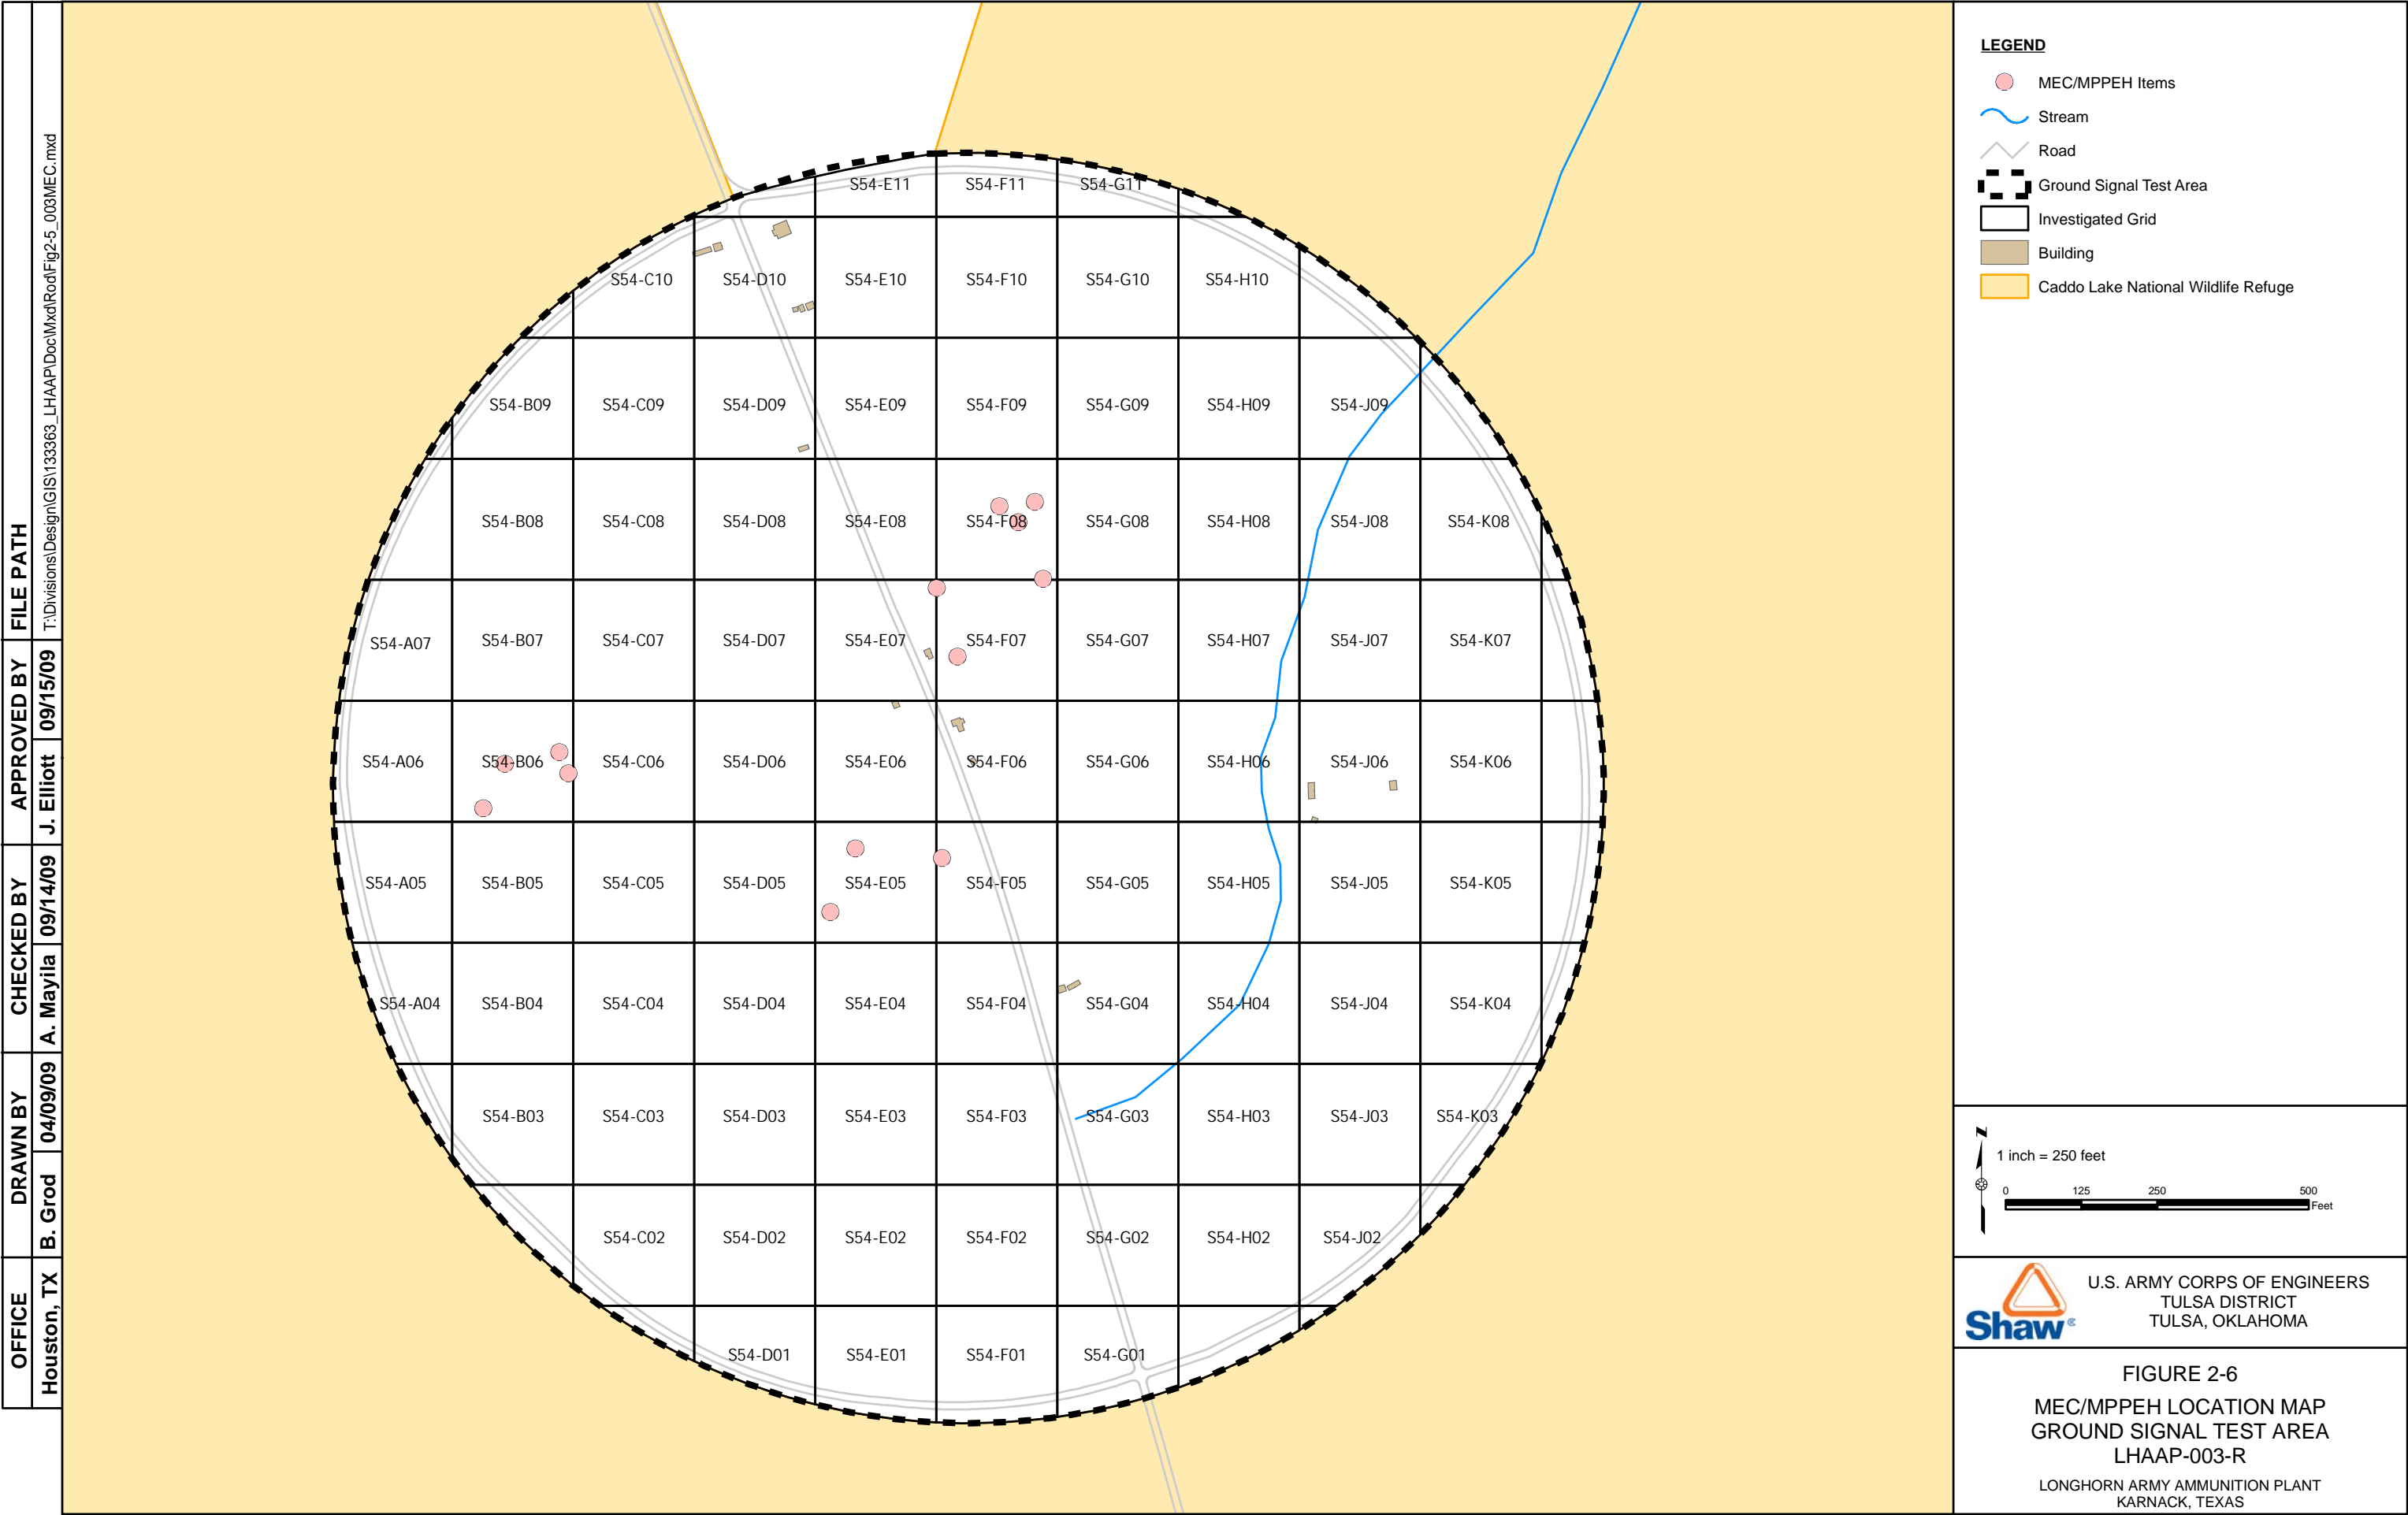 FILE PATH
T:\Divisions\Design\GIS\133363_LHAAP\Doc\Mxd\Rod\Fig2-5_003MEC.mxd
APPROVED BY
J. Elliott 09/15/09
CHECKED BY
A. Mayila 09/14/09
DRAWN BY
B. Grod 04/09/09
OFFICE
Houston, TX
S54-E11 S54-F11 S54-G11
S54-C10 S54-D10 S54-E10 S54-F10 S54-G10 S54-H10
S54-B09 S54-C09 S54-D09 S54-E09 S54-F09 S54-G09 S54-H09 S54-J09
S54-B08 S54-C08 S54-D08 S54-E08 S54-F08 S54-G08 S54-H08 S54-J08 S54-K08
S54-A07 S54-B07 S54-C07 S54-D07 S54-E07 S54-F07 S54-G07 S54-H07 S54-J07 S54-K07
S54-A06 S54-B06 S54-C06 S54-D06 S54-E06 S54-F06 S54-G06 S54-H06 S54-J06 S54-K06
S54-A05 S54-B05 S54-C05 S54-D05 S54-E05 S54-F05 S54-G05 S54-H05 S54-J05 S54-K05
S54-A04 S54-B04 S54-C04 S54-D04 S54-E04 S54-F04 S54-G04 S54-H04 S54-J04 S54-K04
S54-B03 S54-C03 S54-D03 S54-E03 S54-F03 S54-G03 S54-H03 S54-J03 S54-K03
S54-C02 S54-D02 S54-E02 S54-F02 S54-G02 S54-H02 S54-J02
S54-D01 S54-E01 S54-F01 S54-G01
LEGEND
MEC/MPPEH Items
Stream
Road
Ground Signal Test Area
Investigated Grid
Building
Caddo Lake National Wildlife Refuge
N
1 inch = 250 feet
0 125 250 500
Feet
Shaw®
U.S. ARMY CORPS OF ENGINEERS
TULSA DISTRICT
TULSA, OKLAHOMA
FIGURE 2-6
MEC/MPPEH LOCATION MAP
GROUND SIGNAL TEST AREA
LHAAP-003-R
LONGHORN ARMY AMMUNITION PLANT
KARNACK, TEXAS